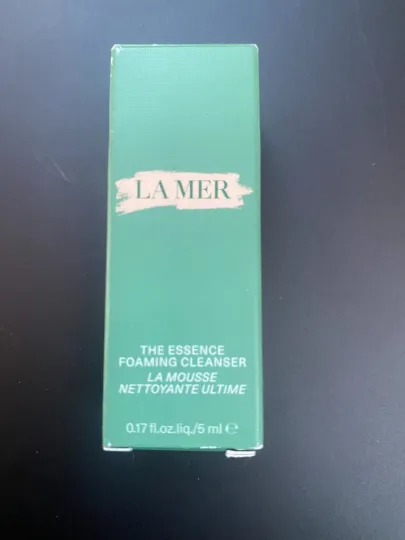 LA MER
THE ESSENCE
FOAMING CLEANSER
LA MOUSSE
NETTOYANTE ULTIME
0.17 fl.oz.liq./5 ml ℮